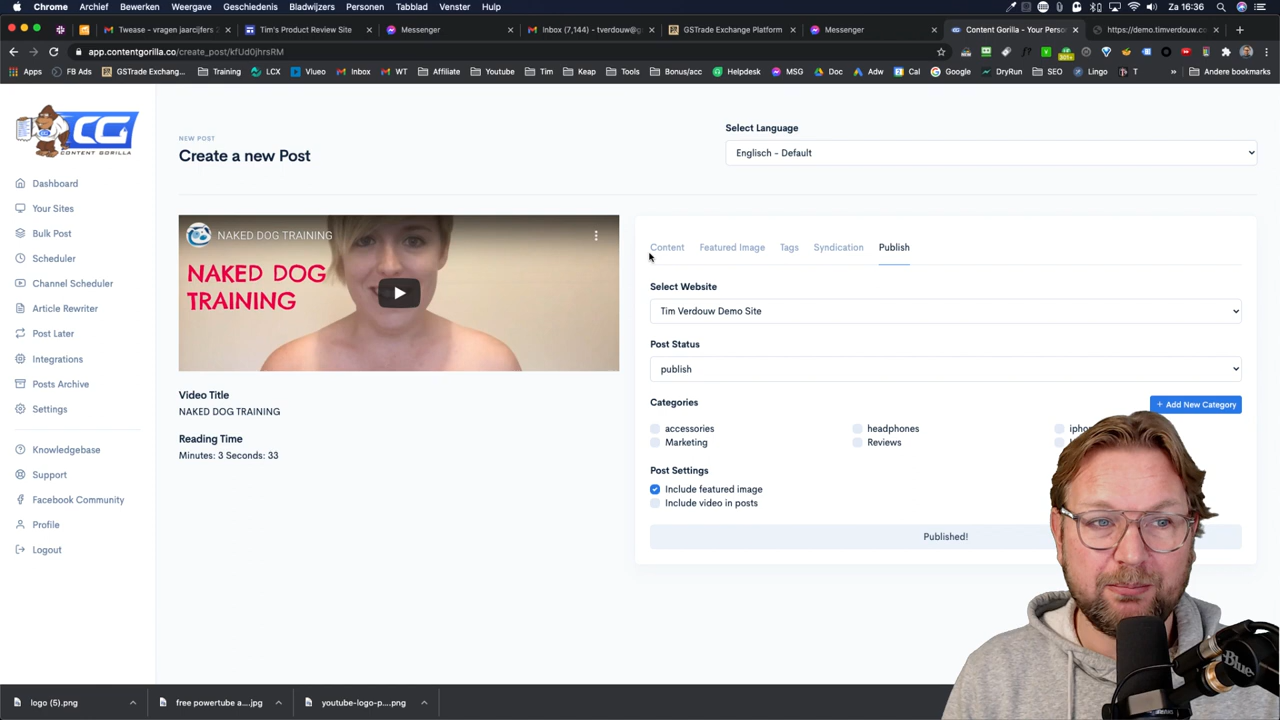 Chrome Archief Bewerken Weergave Geschiedenis Bladwijzers Personen Tabblad Venster Help Za 16:36
Twease - vragen jaarcijfers Tim's Product Review Site Messenger Inbox (7,144) - tverdouw@g GSTrade Exchange Platform Messenger Content Gorilla - Your Pers https://demo.timverdouw.c
app.contentgorilla.co/create_post/kfUd0jhrsRM
Apps FB Ads GSTrade Exchang... Training LCX Vlueo Inbox WT Affiliate Youtube Tim Keap Tools Bonus/acc Helpdesk MSG Doc Adw Cal Google DryRun SEO Lingo T » Andere bookmarks
CG
CONTENT GORILLA
Dashboard
Your Sites
Bulk Post
Scheduler
Channel Scheduler
Article Rewriter
Post Later
Integrations
Posts Archive
Settings
Knowledgebase
Support
Facebook Community
Profile
Logout
NEW POST
Create a new Post
Select Language
Englisch - Default
NAKED DOG TRAINING
NAKED DOG
TRAINING
Video Title
NAKED DOG TRAINING
Reading Time
Minutes: 3 Seconds: 33
Content Featured Image Tags Syndication Publish
Select Website
Tim Verdouw Demo Site
Post Status
publish
Categories
+ Add New Category
accessories headphones
Marketing Reviews
Post Settings
Include featured image
Include video in posts
Published!
logo (5).png free powertube a....jpg youtube-logo-p....png
Blue